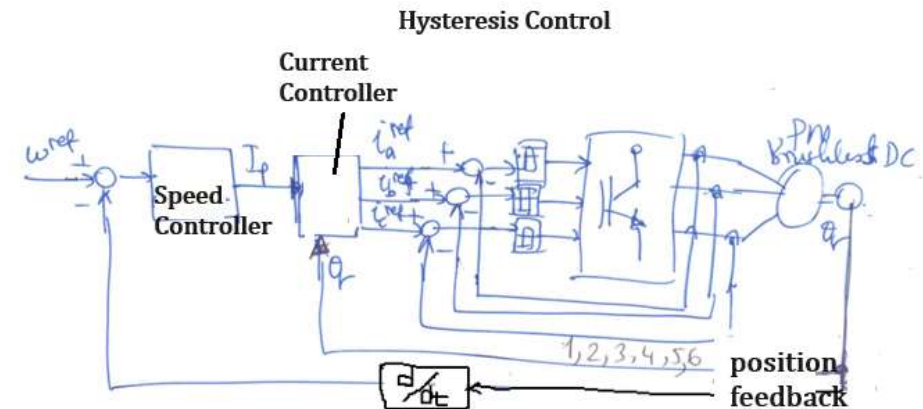 Hysteresis Control
Current
Controller
ω ref
+
-
Speed
Controller
Ip
ia ref
ib ref
ic ref
+
-
+
-
+
-
θr
PM
Brushless DC
θr
1,2,3,4,5,6
position
feedback
d/dt